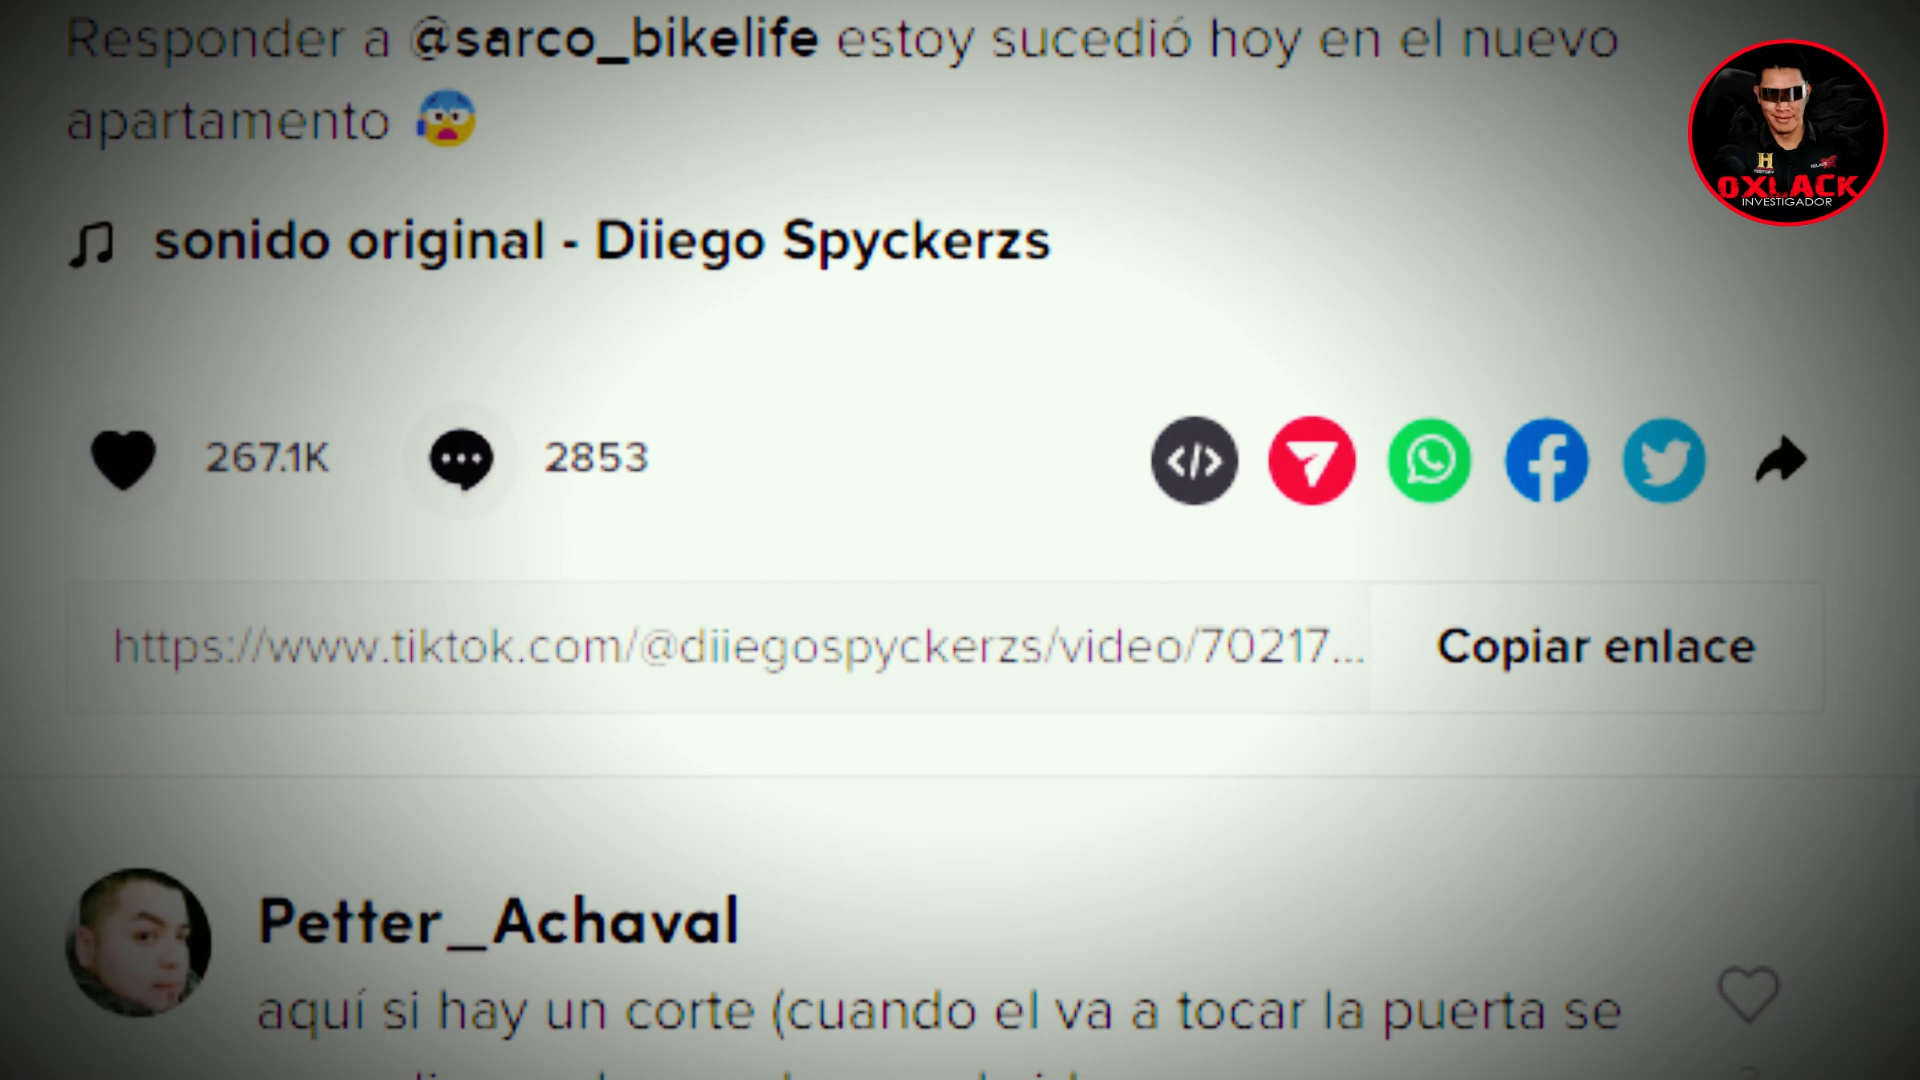 Responder a @sarco_bikelife estoy sucedió hoy en el nuevo
apartamento
sonido original - Diiego Spyckerzs
267.1K
2853
https://www.tiktok.com/@diiegospyckerzs/video/70217...
Copiar enlace
Petter_Achaval
aquí si hay un corte (cuando el va a tocar la puerta se
H
HISTORY
OXLACK
INVESTIGADOR